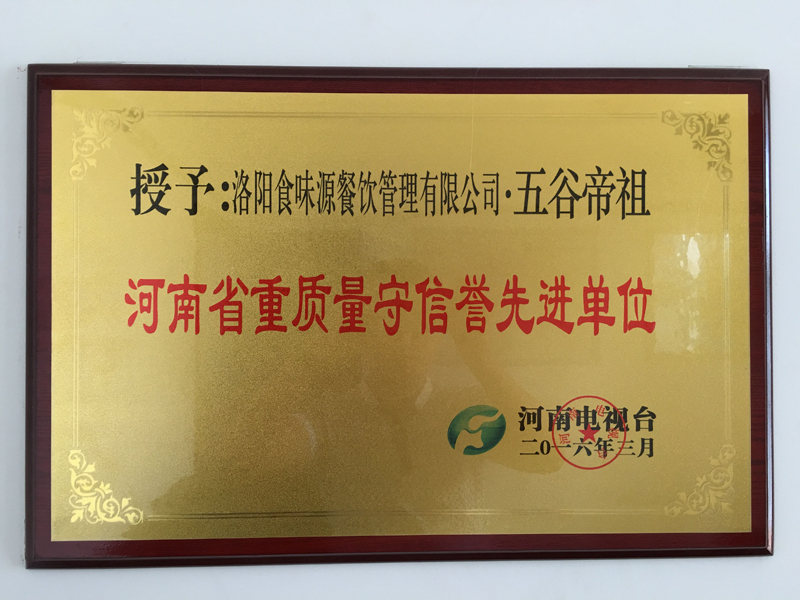 授予:洛阳食味源餐饮管理有限公司·五谷帝祖
河南省重质量守信誉先进单位
河南电视台
二0一六年三月